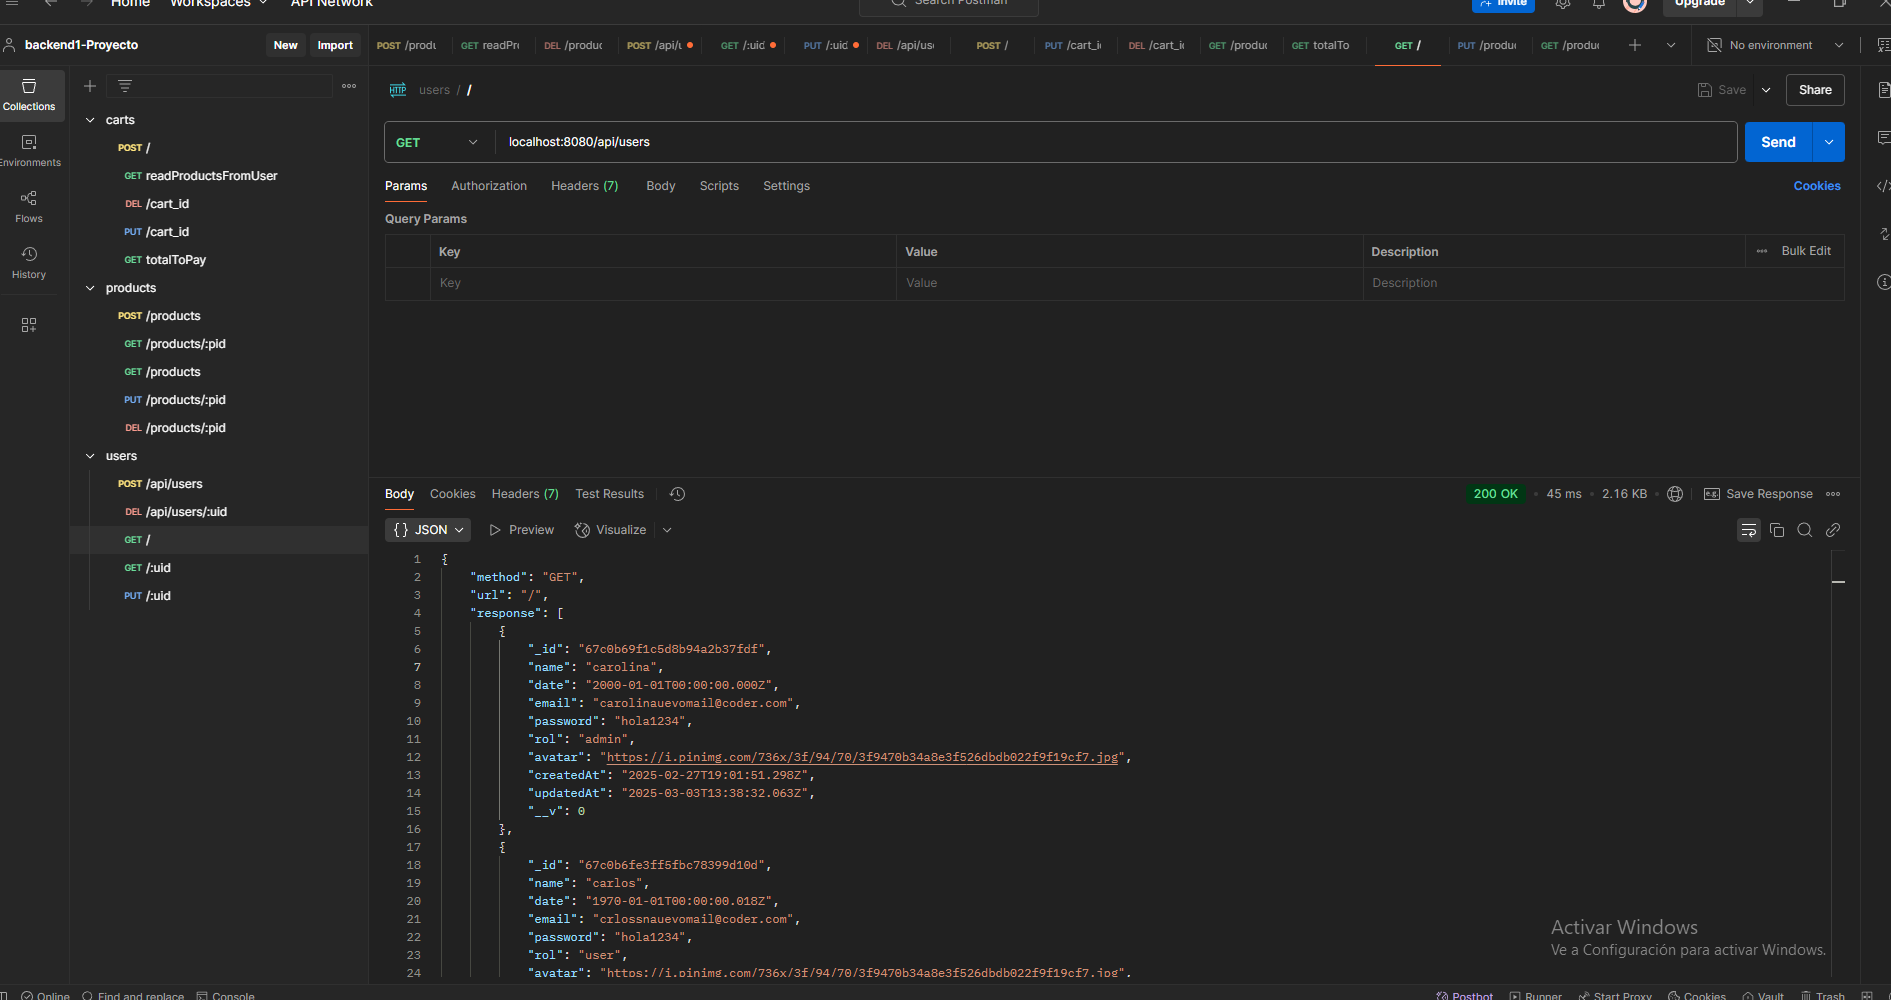 Home Workspaces API Network Search Postman Invite Upgrade
backend1-Proyecto New Import POST /produ GET readPr DEL /produc POST /api/u GET /:uid PUT /:uid DEL /api/us POST / PUT /cart_i DEL /cart_i GET /produ GET totalTo GET / PUT /produ GET /produ No environment
Collections
Environments
Flows
History
carts
POST /
GET readProductsFromUser
DEL /cart_id
PUT /cart_id
GET totalToPay
products
POST /products
GET /products/:pid
GET /products
PUT /products/:pid
DEL /products/:pid
users
POST /api/users
DEL /api/users/:uid
GET /
GET /:uid
PUT /:uid
HTTP users / / Save Share
GET localhost:8080/api/users Send
Params Authorization Headers (7) Body Scripts Settings Cookies
Query Params
Key Value Description Bulk Edit
Key Value Description
Body Cookies Headers (7) Test Results 200 OK 45 ms 2.16 KB e.g. Save Response
{} JSON Preview Visualize
1 {
2 "method": "GET",
3 "url": "/",
4 "response": [
5 {
6 "_id": "67c0b69f1c5d8b94a2b37fdf",
7 "name": "carolina",
8 "date": "2000-01-01T00:00:00.000Z",
9 "email": "carolinauevomail@coder.com",
10 "password": "hola1234",
11 "rol": "admin",
12 "avatar": "https://i.pinimg.com/736x/3f/94/70/3f9470b34a8e3f526dbdb022f9f19cf7.jpg",
13 "createdAt": "2025-02-27T19:01:51.298Z",
14 "updatedAt": "2025-03-03T13:38:32.063Z",
15 "__v": 0
16 },
17 {
18 "_id": "67c0b6fe3ff5fbc78399d10d",
19 "name": "carlos",
20 "date": "1970-01-01T00:00:00.018Z",
21 "email": "crlossnauevomail@coder.com",
22 "password": "hola1234",
23 "rol": "user",
24 "avatar": "https://i.pinimg.com/736x/3f/94/70/3f9470b34a8e3f526dbdb022f9f19cf7.jpg",
Activar Windows
Ve a Configuración para activar Windows.
Online Find and replace Console Postbot Runner Start Proxy Cookies Vault Trash